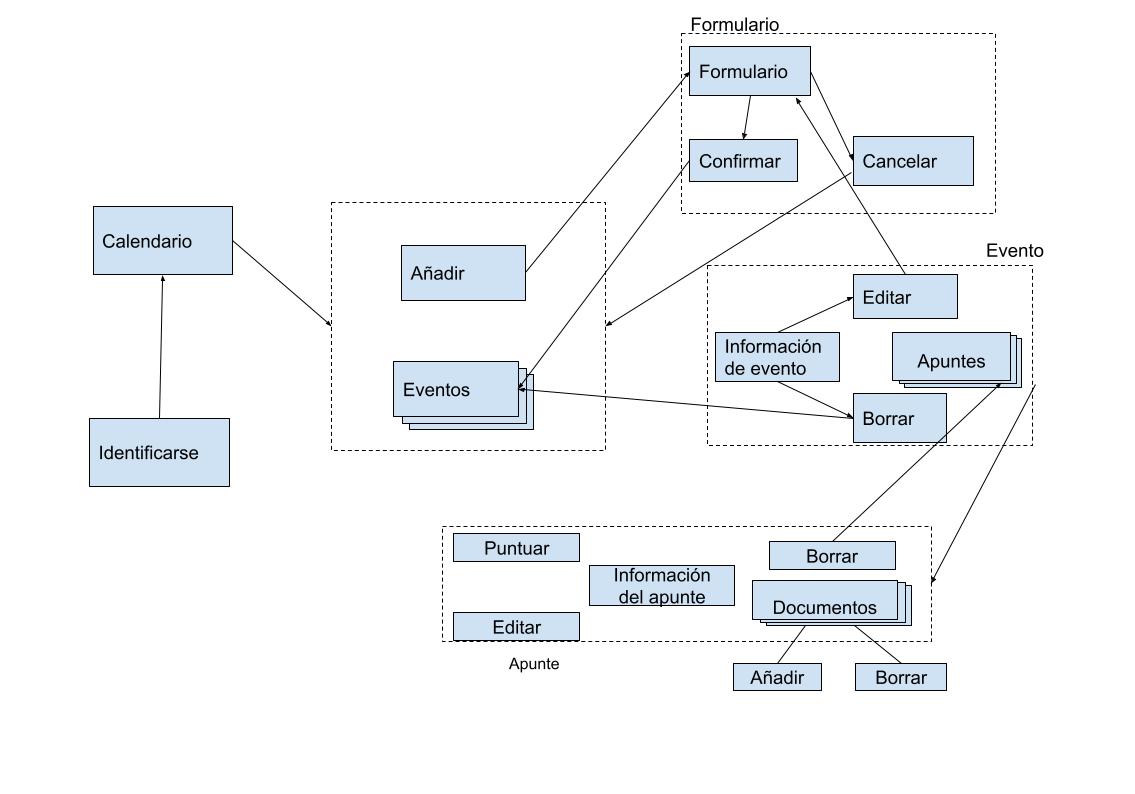 Formulario
Formulario
Confirmar
Cancelar
Calendario
Añadir
Evento
Editar
Información
de evento
Apuntes
Eventos
Borrar
Identificarse
Puntuar
Borrar
Información
del apunte
Documentos
Editar
Apunte
Añadir
Borrar